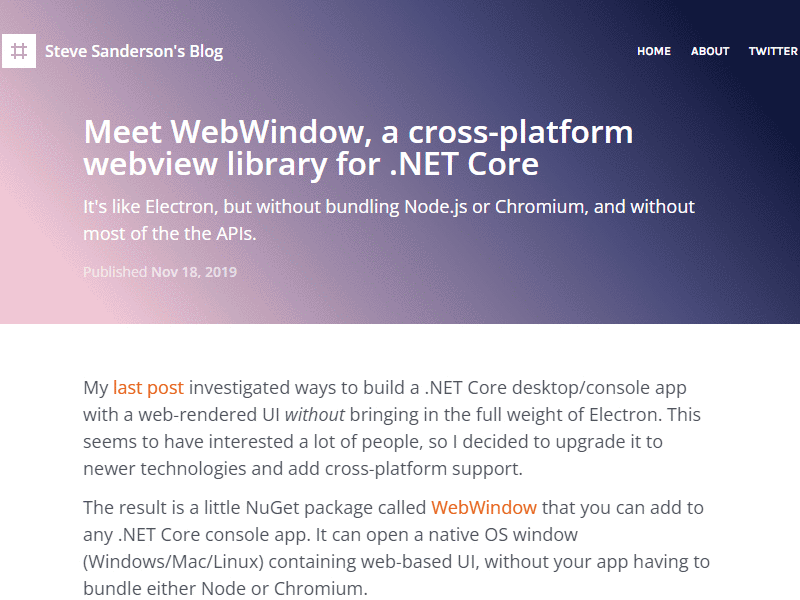 Steve Sanderson's Blog
HOME ABOUT TWITTER
Meet WebWindow, a cross-platform
webview library for .NET Core
It's like Electron, but without bundling Node.js or Chromium, and without
most of the the APIs.
Published Nov 18, 2019
My last post investigated ways to build a .NET Core desktop/console app
with a web-rendered UI without bringing in the full weight of Electron. This
seems to have interested a lot of people, so I decided to upgrade it to
newer technologies and add cross-platform support.
The result is a little NuGet package called WebWindow that you can add to
any .NET Core console app. It can open a native OS window
(Windows/Mac/Linux) containing web-based UI, without your app having to
bundle either Node or Chromium.